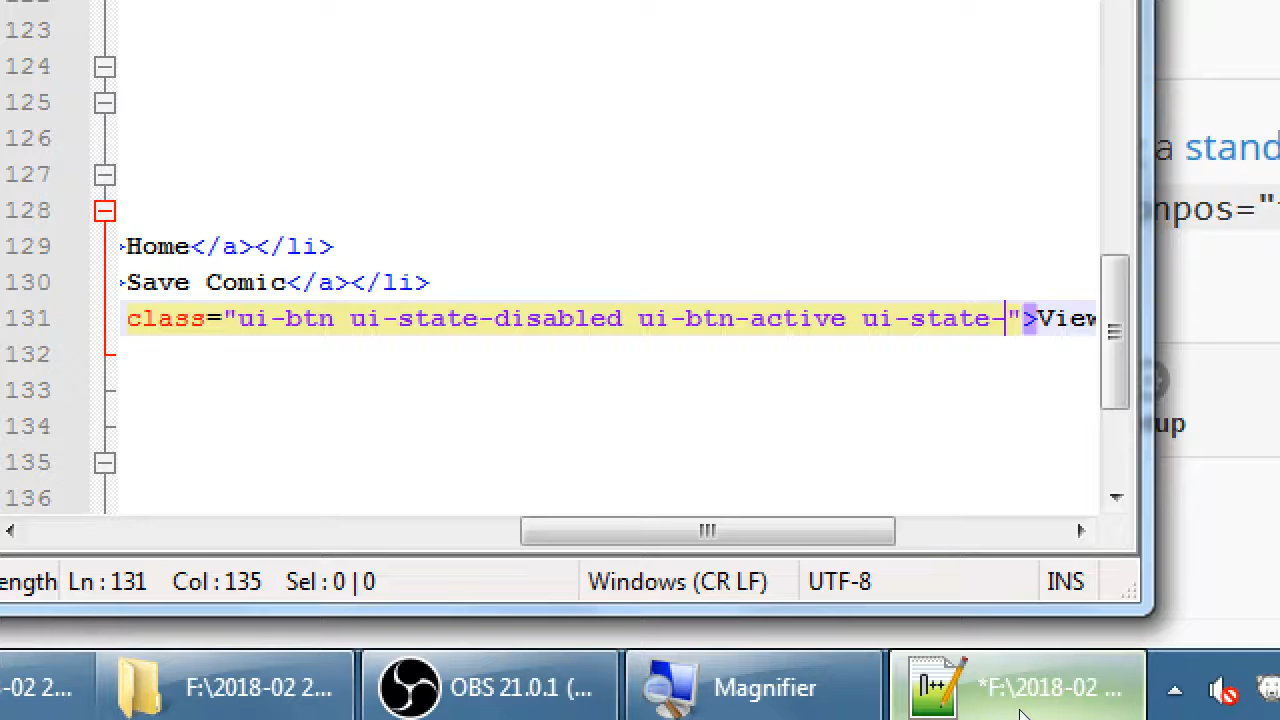 123
124
125
126
127
128
129 >Home</a></li>
130 >Save Comic</a></li>
131 class="ui-btn ui-state-disabled ui-btn-active ui-state-">View
132
133
134
135
136
a stand
npos="
up
ength Ln : 131 Col : 135 Sel : 0 | 0 Windows (CR LF) UTF-8 INS
-02 2... F:\2018-02 2... OBS 21.0.1 (... Magnifier *F:\2018-02 ...